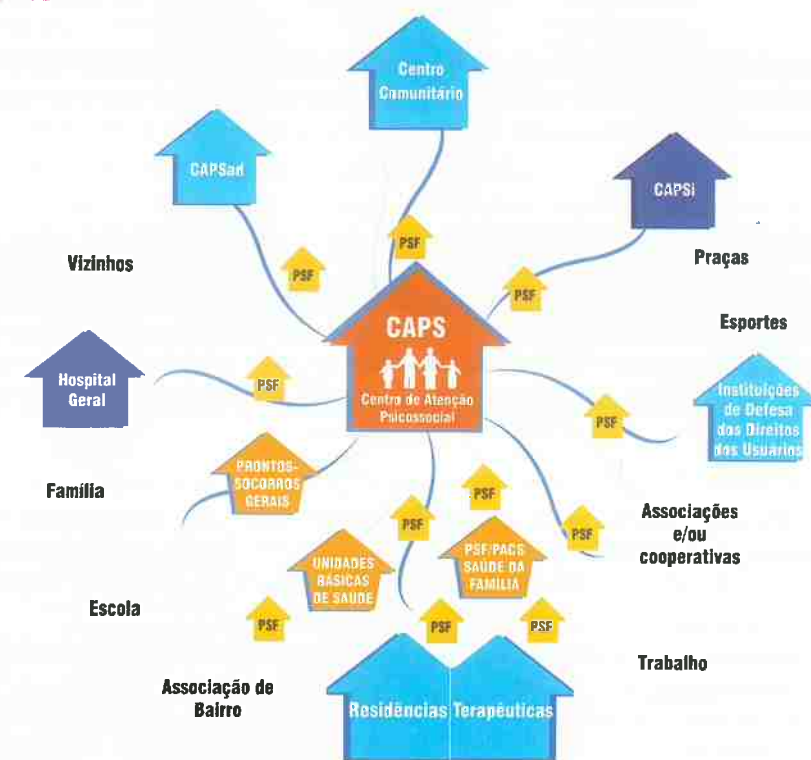 Centro
Comunitário
CAPSad
CAPSi
PSF
PSF
PSF
Vizinhos
Praças
CAPS
Centro de Atenção
Psicossocial
Esportes
Hospital
Geral
PSF
PSF
Instituições
de Defesa
dos Direitos
dos Usuários
PRONTOS-
SOCORROS
GERAIS
Família
PSF
PSF
PSF
Associações
e/ou
cooperativas
UNIDADES
BÁSICAS
DE SAÚDE
PSF/PACS
SAÚDE DA
FAMÍLIA
Escola
PSF
PSF
PSF
Associação de
Bairro
Trabalho
Residências Terapêuticas